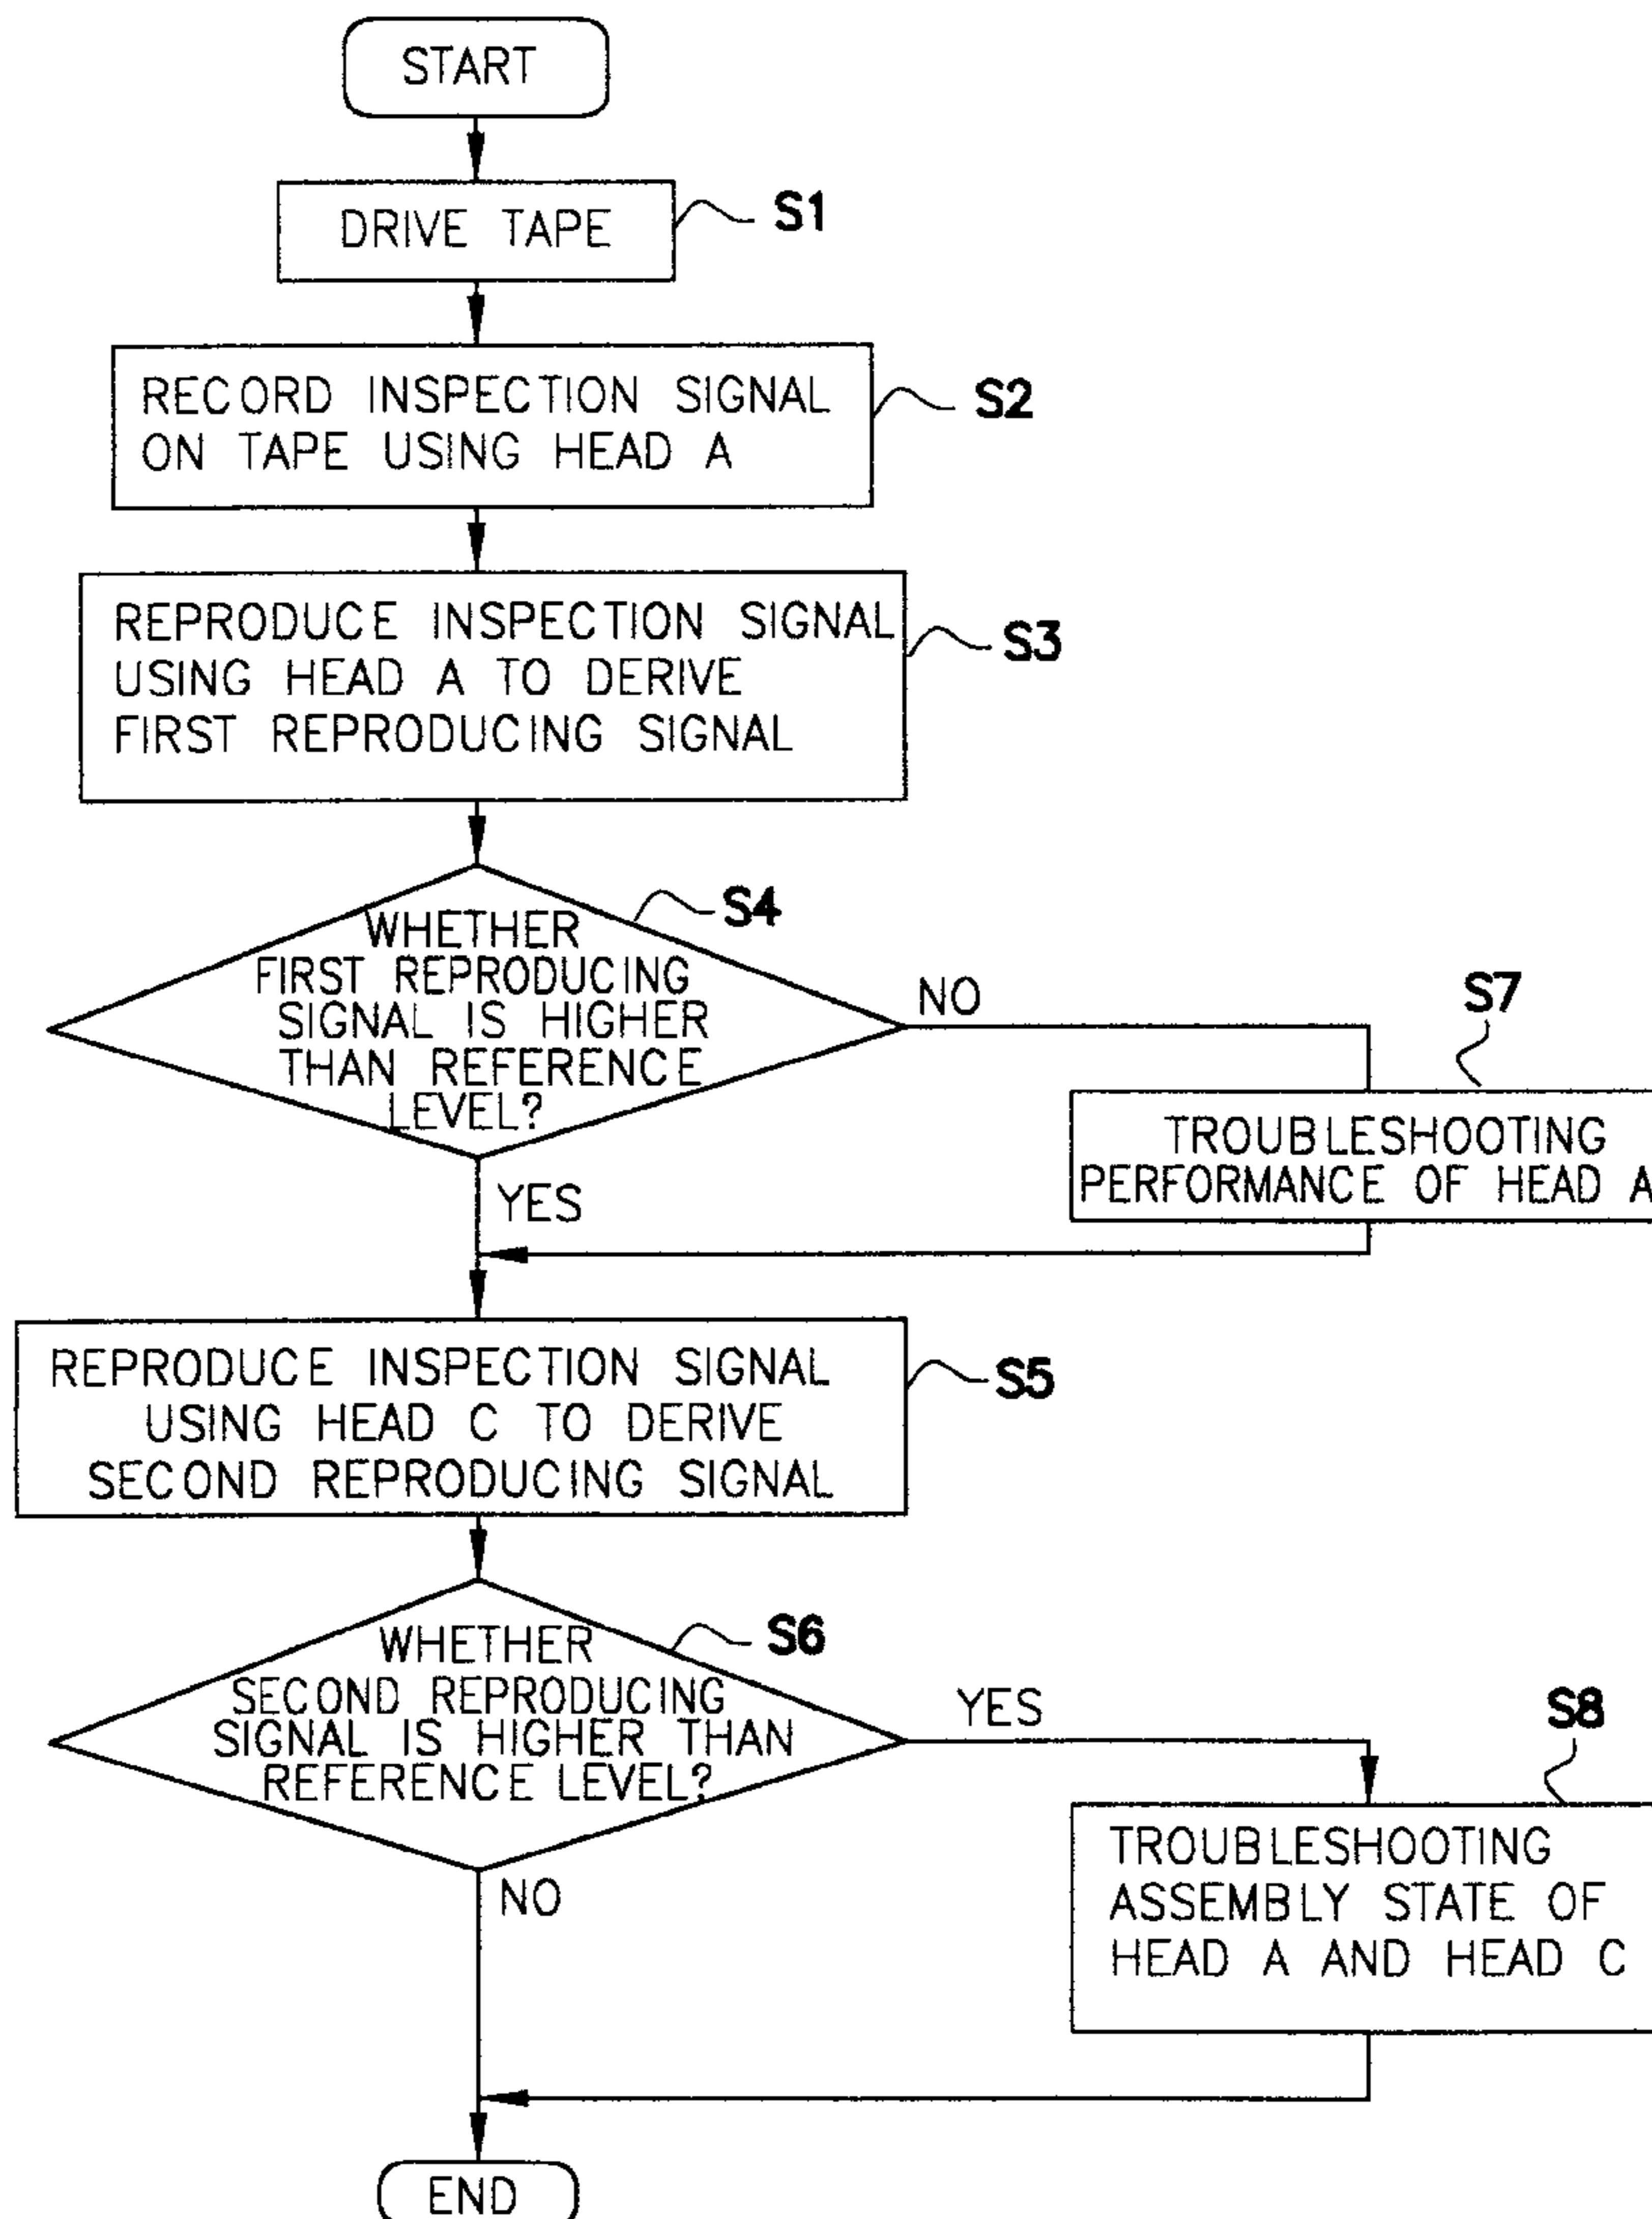 START
DRIVE TAPE
S1
RECORD INSPECTION SIGNAL
ON TAPE USING HEAD A
S2
REPRODUCE INSPECTION SIGNAL
USING HEAD A TO DERIVE
FIRST REPRODUCING SIGNAL
S3
S4
WHETHER
FIRST REPRODUCING
SIGNAL IS HIGHER
THAN REFERENCE
LEVEL?
NO
S7
TROUBLESHOOTING
PERFORMANCE OF HEAD A
YES
REPRODUCE INSPECTION SIGNAL
USING HEAD C TO DERIVE
SECOND REPRODUCING SIGNAL
S5
S6
WHETHER
SECOND REPRODUCING
SIGNAL IS HIGHER THAN
REFERENCE LEVEL?
YES
S8
TROUBLESHOOTING
ASSEMBLY STATE OF
HEAD A AND HEAD C
NO
END